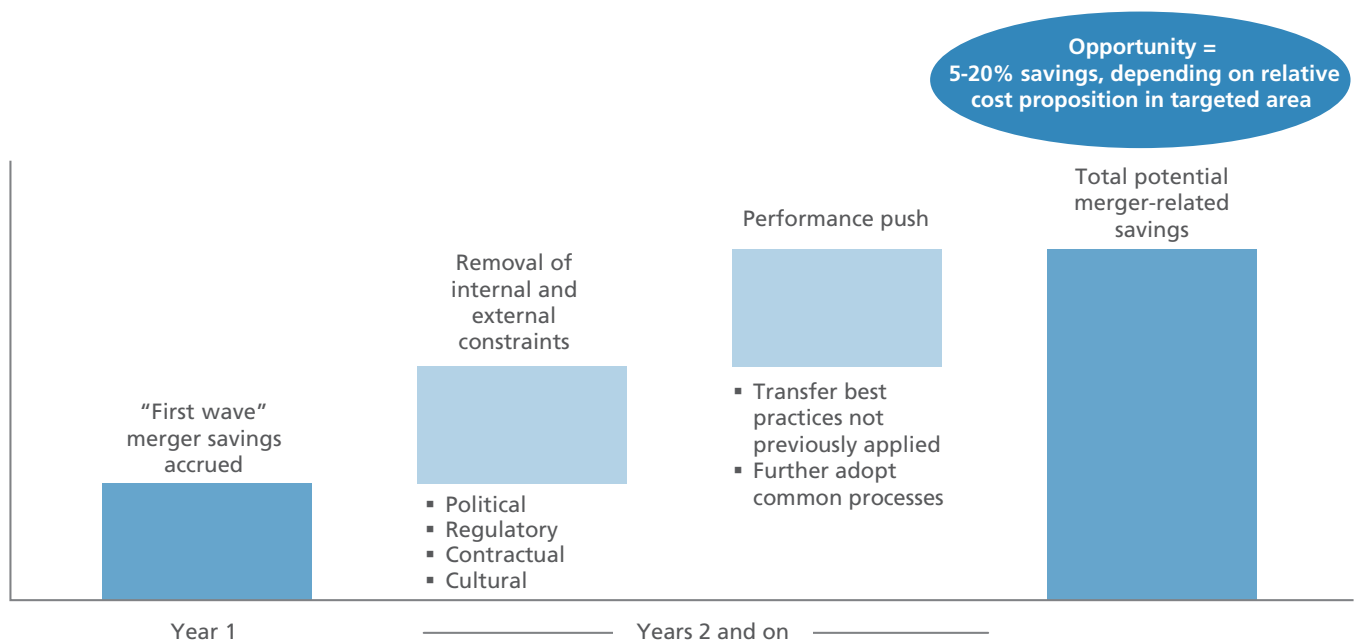 Opportunity =
5-20% savings, depending on relative
cost proposition in targeted area
Total potential
merger-related
savings
Performance push
Removal of
internal and
external
constraints
“First wave”
merger savings
accrued
▪ Transfer best
practices not
previously applied
▪ Further adopt
common processes
▪ Political
▪ Regulatory
▪ Contractual
▪ Cultural
Year 1
Years 2 and on